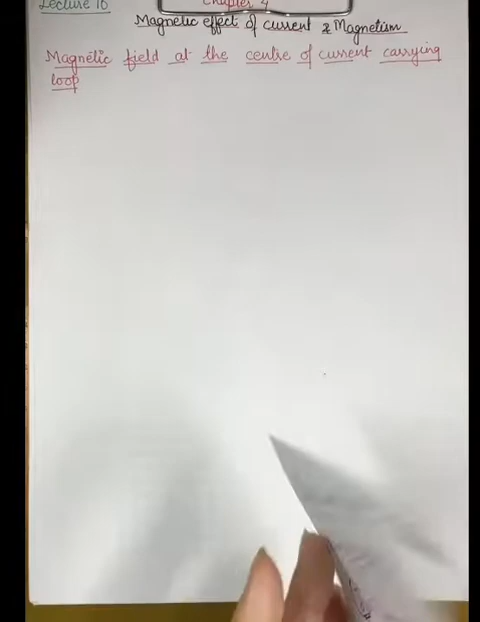 Lecture 10
Chapter 4
Magnetic effect of current & Magnetism
Magnetic field at the centre of current carrying
loop